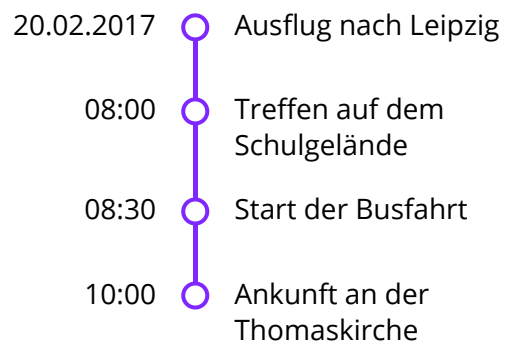 20.02.2017 Ausflug nach Leipzig
08:00 Treffen auf dem
Schulgelände
08:30 Start der Busfahrt
10:00 Ankunft an der
Thomaskirche